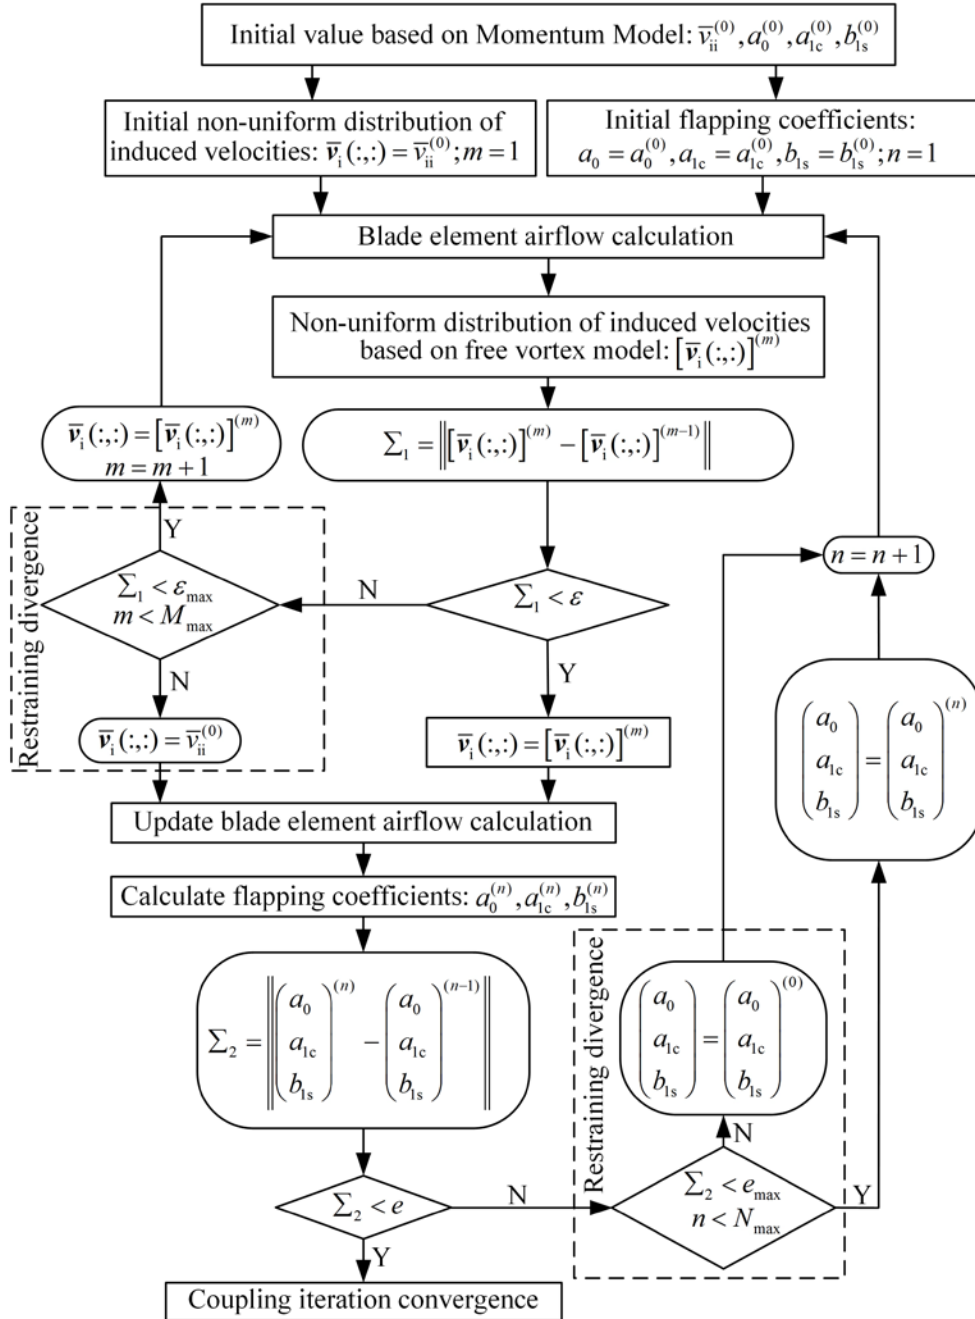 Initial value based on Momentum Model: v̄ᵢᵢ⁽⁰⁾, a₀⁽⁰⁾, a₁c⁽⁰⁾, b₁s⁽⁰⁾
Initial non-uniform distribution of
induced velocities: v̄ᵢ(:,:) = v̄ᵢᵢ⁽⁰⁾; m = 1
Initial flapping coefficients:
a₀ = a₀⁽⁰⁾, a₁c = a₁c⁽⁰⁾, b₁s = b₁s⁽⁰⁾; n = 1
Blade element airflow calculation
Non-uniform distribution of induced velocities
based on free vortex model: [v̄ᵢ(:,:)]⁽ᵐ⁾
v̄ᵢ(:,:) = [v̄ᵢ(:,:)]⁽ᵐ⁾
m = m + 1
Σ₁ = ‖[v̄ᵢ(:,:)]⁽ᵐ⁾ − [v̄ᵢ(:,:)]⁽ᵐ⁻¹⁾‖
Y
Restraining divergence
Σ₁ < ε_max
m < M_max
N
Σ₁ < ε
n = n + 1
N
Y
v̄ᵢ(:,:) = v̄ᵢᵢ⁽⁰⁾
v̄ᵢ(:,:) = [v̄ᵢ(:,:)]⁽ᵐ⁾
(a₀ a₁c b₁s) = (a₀ a₁c b₁s)⁽ⁿ⁾
Update blade element airflow calculation
Calculate flapping coefficients: a₀⁽ⁿ⁾, a₁c⁽ⁿ⁾, b₁s⁽ⁿ⁾
Σ₂ = ‖(a₀ a₁c b₁s)⁽ⁿ⁾ − (a₀ a₁c b₁s)⁽ⁿ⁻¹⁾‖
Restraining divergence
(a₀ a₁c b₁s) = (a₀ a₁c b₁s)⁽⁰⁾
N
Σ₂ < e
N
Σ₂ < e_max
n < N_max
Y
Y
Coupling iteration convergence